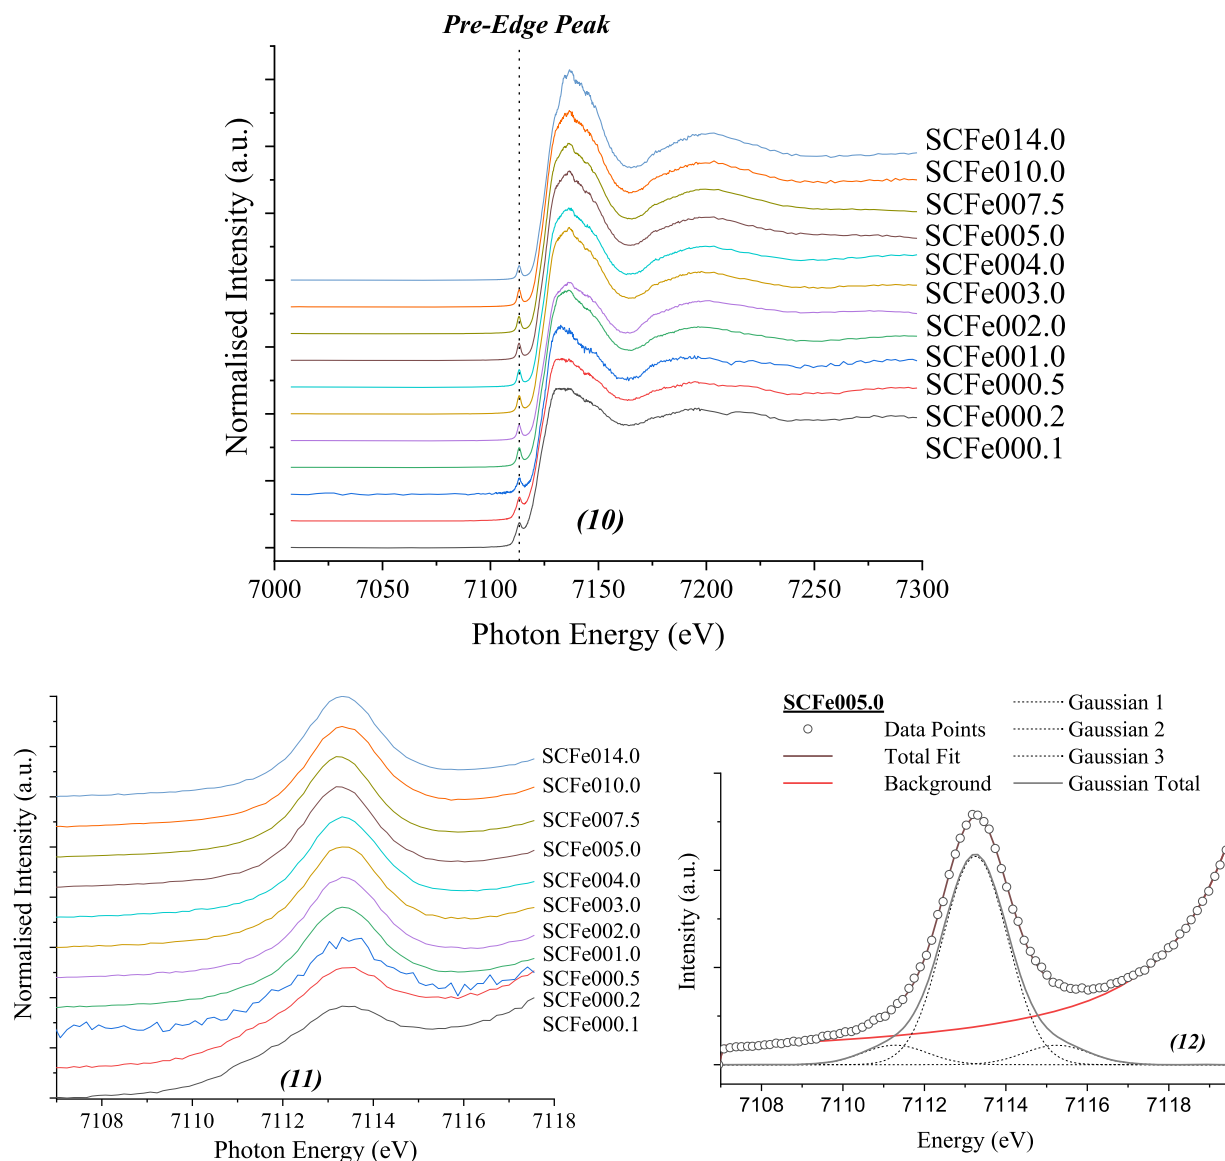 Pre-Edge Peak
Normalised Intensity (a.u.)
SCFe014.0
SCFe010.0
SCFe007.5
SCFe005.0
SCFe004.0
SCFe003.0
SCFe002.0
SCFe001.0
SCFe000.5
SCFe000.2
SCFe000.1
(10)
7000 7050 7100 7150 7200 7250 7300
Photon Energy (eV)
Normalised Intensity (a.u.)
SCFe014.0
SCFe010.0
SCFe007.5
SCFe005.0
SCFe004.0
SCFe003.0
SCFe002.0
SCFe001.0
SCFe000.5
SCFe000.2
SCFe000.1
(11)
7108 7110 7112 7114 7116 7118
Photon Energy (eV)
SCFe005.0
Data Points
Total Fit
Background
Gaussian 1
Gaussian 2
Gaussian 3
Gaussian Total
Intensity (a.u.)
(12)
7108 7110 7112 7114 7116 7118
Energy (eV)